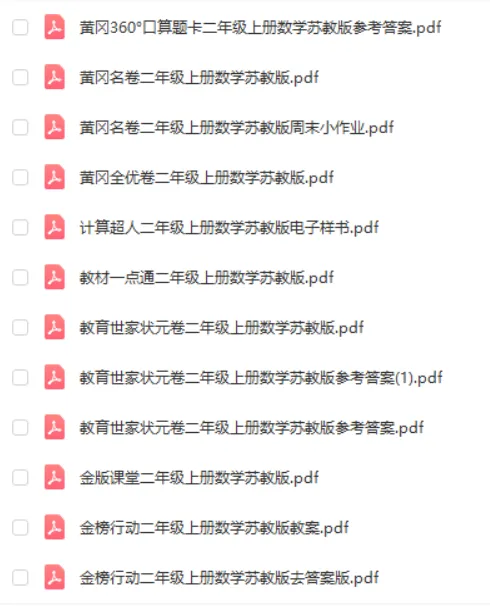 黄冈360°口算题卡二年级上册数学苏教版参考答案.pdf
黄冈名卷二年级上册数学苏教版.pdf
黄冈名卷二年级上册数学苏教版周末小作业.pdf
黄冈全优卷二年级上册数学苏教版.pdf
计算超人二年级上册数学苏教版电子样书.pdf
教材一点通二年级上册数学苏教版.pdf
教育世家状元卷二年级上册数学苏教版.pdf
教育世家状元卷二年级上册数学苏教版参考答案(1).pdf
教育世家状元卷二年级上册数学苏教版参考答案.pdf
金版课堂二年级上册数学苏教版.pdf
金榜行动二年级上册数学苏教版教案.pdf
金榜行动二年级上册数学苏教版去答案版.pdf